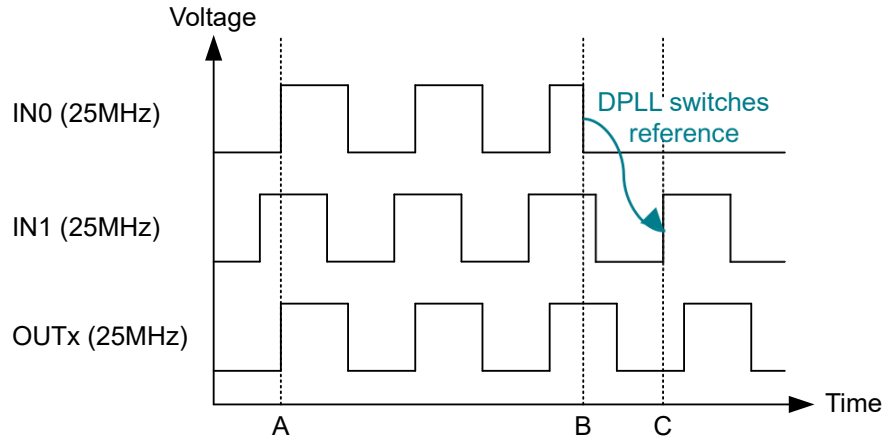 Voltage
IN0 (25MHz)
DPLL switches
reference
IN1 (25MHz)
OUTx (25MHz)
Time
A
B
C